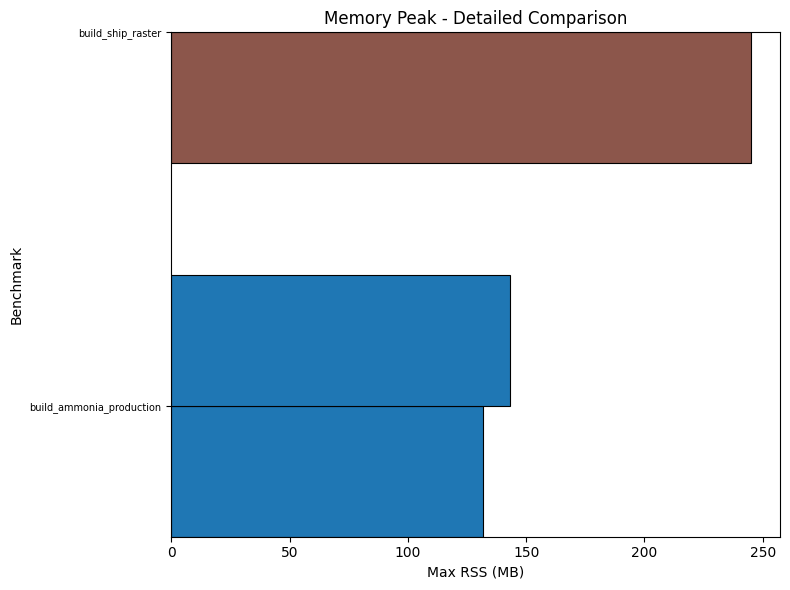 Memory Peak - Detailed Comparison
build_ship_raster
Benchmark
build_ammonia_production
0 50 100 150 200 250
Max RSS (MB)